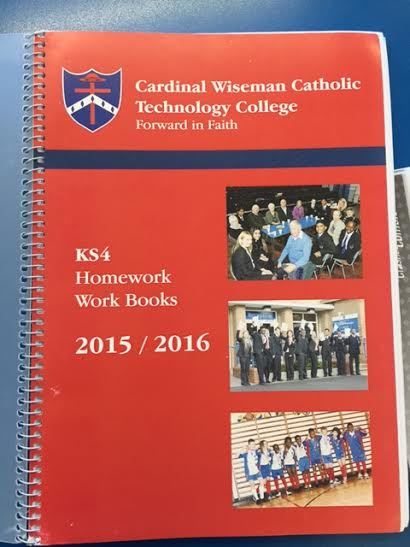 Cardinal Wiseman Catholic
Technology College
Forward in Faith
KS4
Homework
Work Books
2015 / 2016